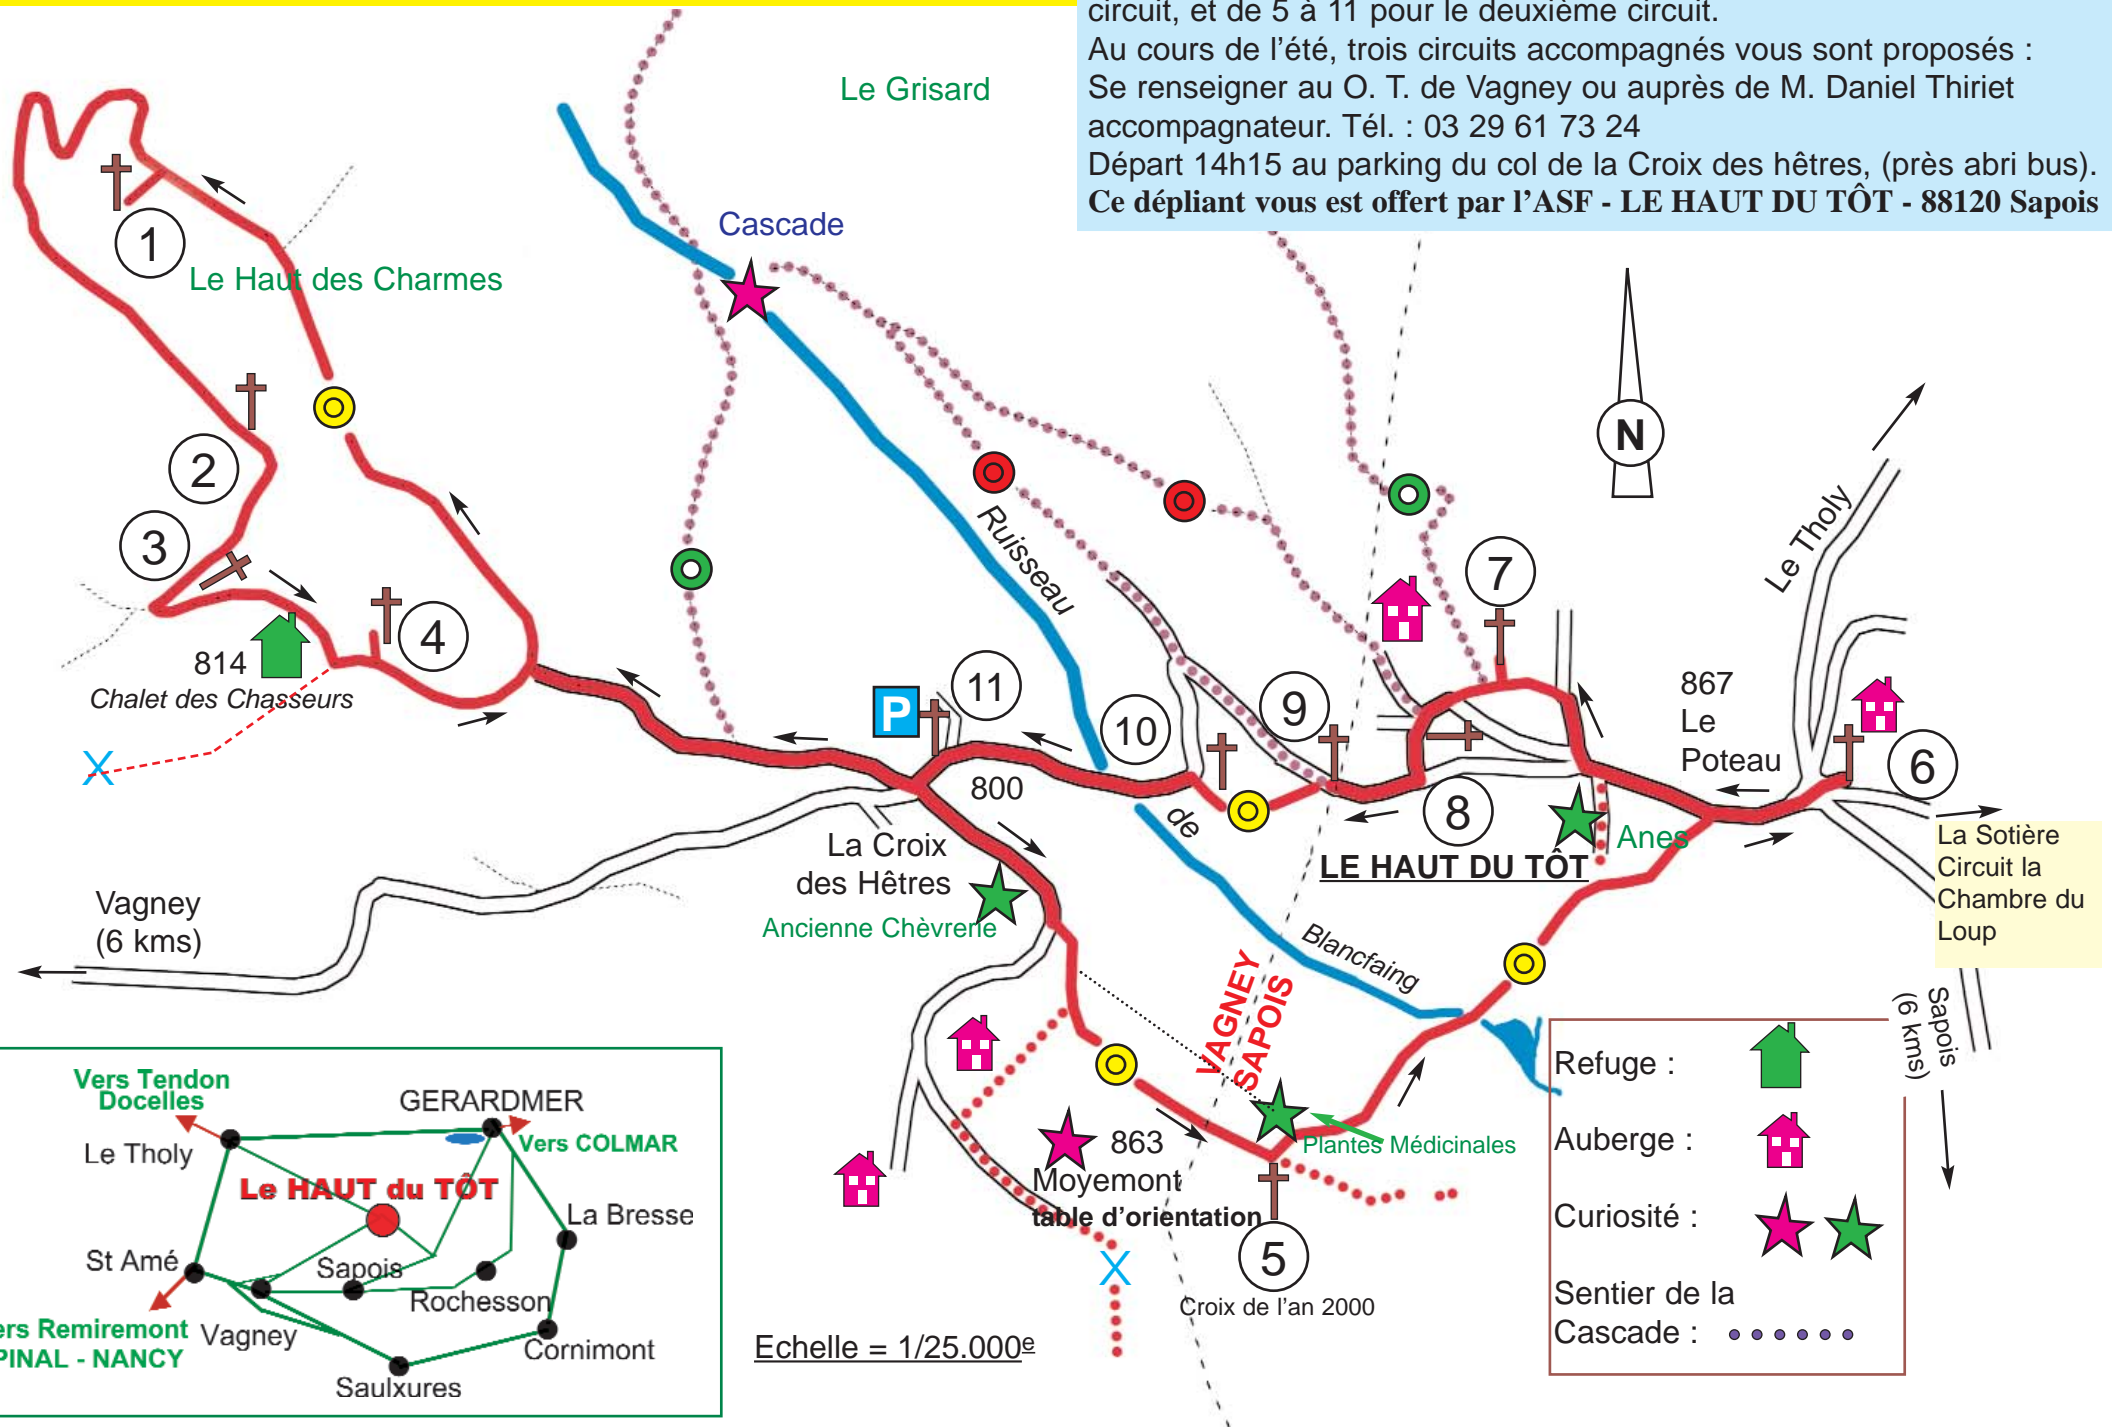 circuit, et de 5 à 11 pour le deuxième circuit.
Au cours de l'été, trois circuits accompagnés vous sont proposés :
Se renseigner au O. T. de Vagney ou auprès de M. Daniel Thiriet
accompagnateur. Tél. : 03 29 61 73 24
Départ 14h15 au parking du col de la Croix des hêtres, (près abri bus).
Ce dépliant vous est offert par l'ASF - LE HAUT DU TÔT - 88120 Sapois
Le Grisard
Cascade
1
Le Haut des Charmes
2
3
4
814
Chalet des Chasseurs
X
N
Ruisseau
de
Blancfaing
Le Tholy
7
867
Le
Poteau
6
P
11
10
9
8
800
La Croix
des Hêtres
Ancienne Chèvrerie
LE HAUT DU TÔT
Anes
La Sotière
Circuit la
Chambre du
Loup
Vagney
(6 kms)
VAGNEY
SAPOIS
Sapois
(6 kms)
Plantes Médicinales
863
Moyemont
table d'orientation
5
X
Croix de l'an 2000
Echelle = 1/25.000e
Refuge :
Auberge :
Curiosité :
Sentier de la
Cascade :
Vers Tendon
Docelles
GERARDMER
Le Tholy
Vers COLMAR
Le HAUT du TÔT
La Bresse
St Amé
Sapois
Rochesson
ers Remiremont
PINAL - NANCY
Vagney
Cornimont
Saulxures